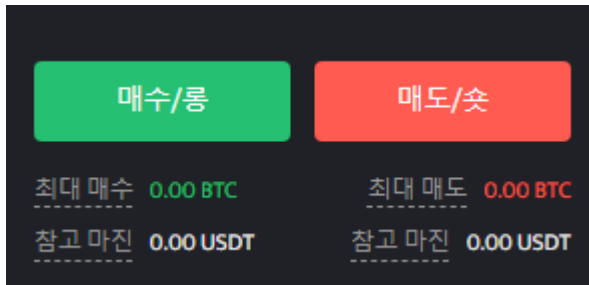 매수/롱 매도/숏
최대 매수 0.00 BTC 최대 매도 0.00 BTC
참고 마진 0.00 USDT 참고 마진 0.00 USDT